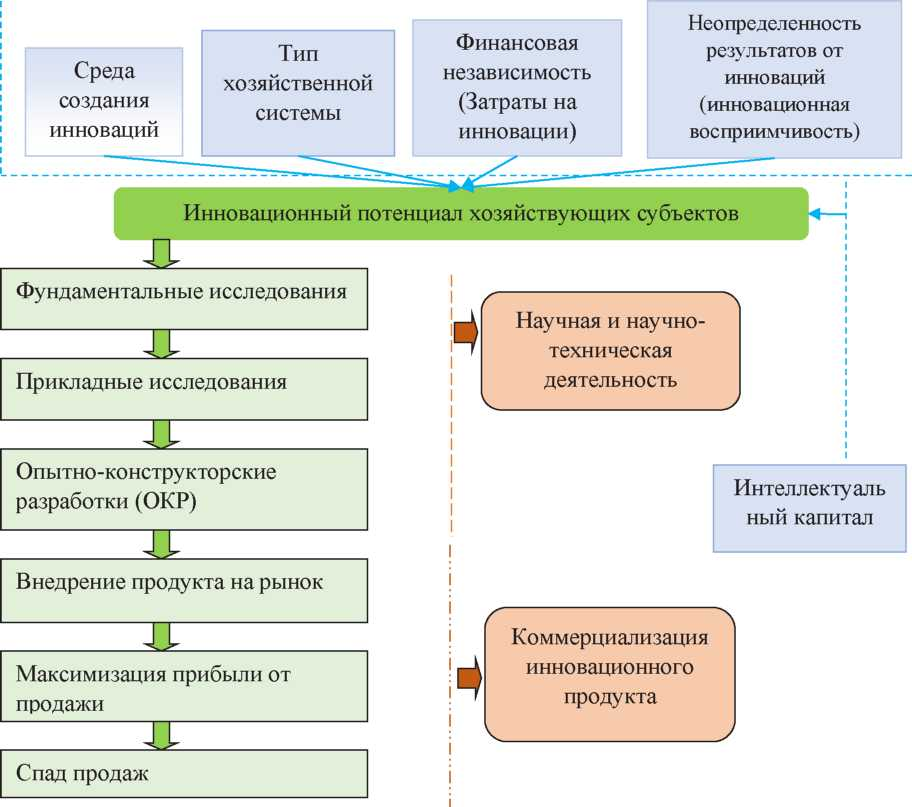 Среда
создания
инноваций
Тип
хозяйственной
системы
Финансовая
независимость
(Затраты на
инновации)
Неопределенность
результатов от
инноваций
(инновационная
восприимчивость)
Инновационный потенциал хозяйствующих субъектов
Фундаментальные исследования
Прикладные исследования
Опытно-конструкторские
разработки (ОКР)
Внедрение продукта на рынок
Максимизация прибыли от
продажи
Спад продаж
Научная и научно-
техническая
деятельность
Интеллектуаль
ный капитал
Коммерциализация
инновационного
продукта